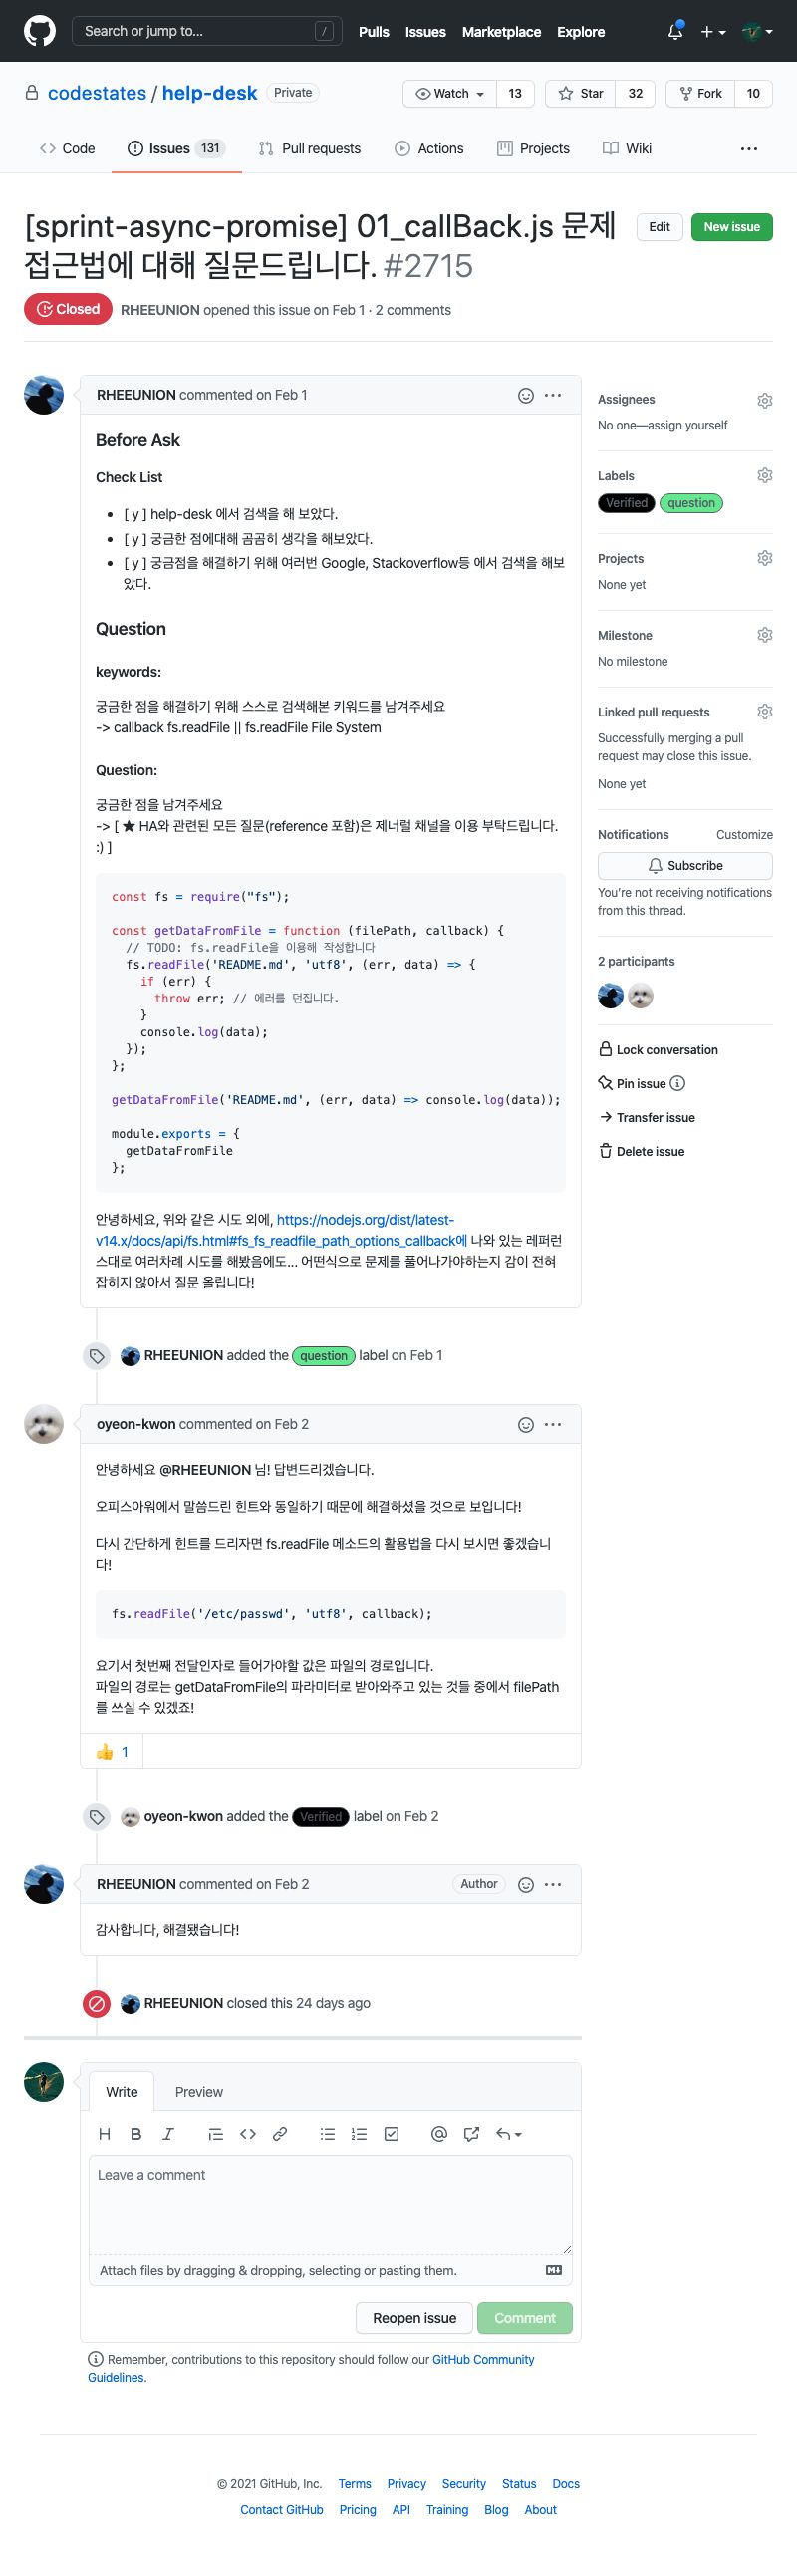 Search or jump to... /
Pulls Issues Marketplace Explore
codestates / help-desk Private
Watch 13 Star 32 Fork 10
Code Issues 131 Pull requests Actions Projects Wiki ...
[sprint-async-promise] 01_callBack.js 문제
접근법에 대해 질문드립니다. #2715
Edit New issue
Closed RHEEUNION opened this issue on Feb 1 · 2 comments
RHEEUNION commented on Feb 1
Before Ask
Check List
• [ y ] help-desk 에서 검색을 해 보았다.
• [ y ] 궁금한 점에대해 곰곰히 생각을 해보았다.
• [ y ] 궁금점을 해결하기 위해 여러번 Google, Stackoverflow등 에서 검색을 해보
았다.
Question
keywords:
궁금한 점을 해결하기 위해 스스로 검색해본 키워드를 남겨주세요
-> callback fs.readFile || fs.readFile File System
Question:
궁금한 점을 남겨주세요
-> [ ★ HA와 관련된 모든 질문(reference 포함)은 제너럴 채널을 이용 부탁드립니다.
:) ]
const fs = require("fs");
const getDataFromFile = function (filePath, callback) {
// TODO: fs.readFile을 이용해 작성합니다
fs.readFile('README.md', 'utf8', (err, data) => {
if (err) {
throw err; // 에러를 던집니다.
}
console.log(data);
});
};
getDataFromFile('README.md', (err, data) => console.log(data));
module.exports = {
getDataFromFile
};
안녕하세요, 위와 같은 시도 외에, https://nodejs.org/dist/latest-
v14.x/docs/api/fs.html#fs_fs_readfile_path_options_callback에 나와 있는 레퍼런
스대로 여러차례 시도를 해봤음에도... 어떤식으로 문제를 풀어나가야하는지 감이 전혀
잡히지 않아서 질문 올립니다!
RHEEUNION added the question label on Feb 1
oyeon-kwon commented on Feb 2
안녕하세요 @RHEEUNION 님! 답변드리겠습니다.
오피스아워에서 말씀드린 힌트와 동일하기 때문에 해결하셨을 것으로 보입니다!
다시 간단하게 힌트를 드리자면 fs.readFile 메소드의 활용법을 다시 보시면 좋겠습니
다!
fs.readFile('/etc/passwd', 'utf8', callback);
요기서 첫번째 전달인자로 들어가야할 값은 파일의 경로입니다.
파일의 경로는 getDataFromFile의 파라미터로 받아와주고 있는 것들 중에서 filePath
를 쓰실 수 있겠죠!
👍 1
oyeon-kwon added the Verified label on Feb 2
RHEEUNION commented on Feb 2 Author
감사합니다, 해결됐습니다!
RHEEUNION closed this 24 days ago
Assignees
No one—assign yourself
Labels
Verified question
Projects
None yet
Milestone
No milestone
Linked pull requests
Successfully merging a pull
request may close this issue.
None yet
Notifications Customize
Subscribe
You're not receiving notifications
from this thread.
2 participants
Lock conversation
Pin issue
Transfer issue
Delete issue
Write Preview
Leave a comment
Attach files by dragging & dropping, selecting or pasting them.
Reopen issue Comment
Remember, contributions to this repository should follow our GitHub Community
Guidelines.
© 2021 GitHub, Inc. Terms Privacy Security Status Docs
Contact GitHub Pricing API Training Blog About